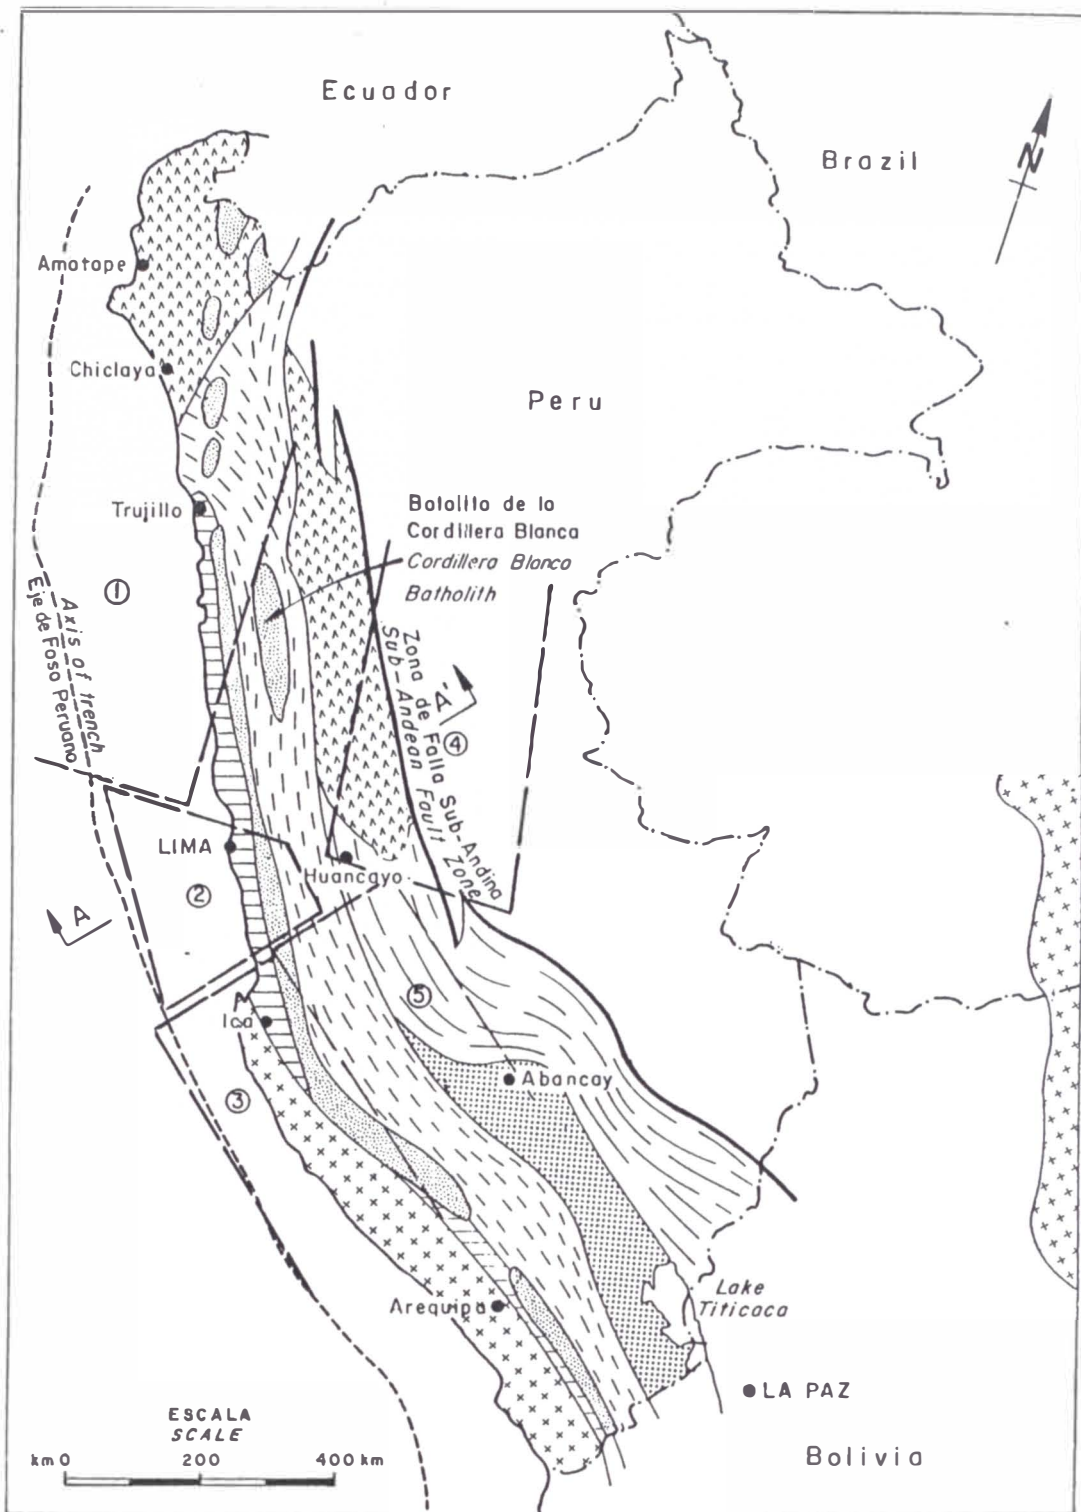 Ecuador
Brazil
N
Amotape
Chiclaya
Peru
Trujillo
Batolito de la
Cordillera Blanca
Cordillera Blanca
Batholith
1
Axis of trench
Eje de Foso Peruano
Zona de Falla Sub-Andina
Sub-Andean Fault Zone
A'
4
LIMA
Huancayo
2
A
5
Ica
Abancay
3
Lake
Titicaca
Arequipa
LA PAZ
Bolivia
ESCALA
SCALE
km 0 200 400 km